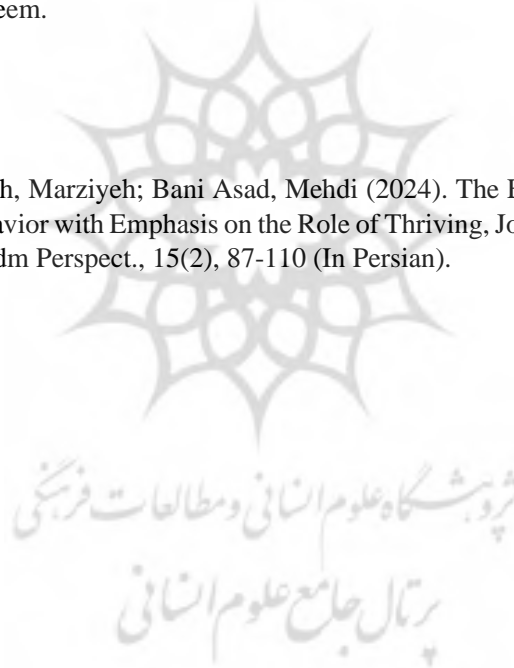 eem.
h, Marziyeh; Bani Asad, Mehdi (2024). The E
avior with Emphasis on the Role of Thriving, Jo
dm Perspect., 15(2), 87-110 (In Persian).
پژوهشگاه علوم انسانی و مطالعات فرهنگی
پرتال جامع علوم انسانی